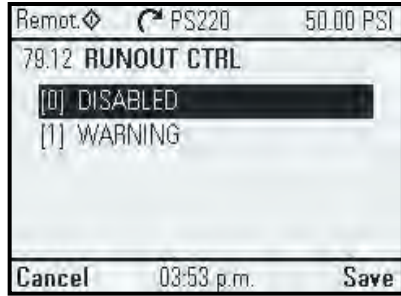 Remot. PS220 50.00 PSI
79.12 RUNOUT CTRL
[0] DISABLED
[1] WARNING
Cancel 03:53 p.m. Save